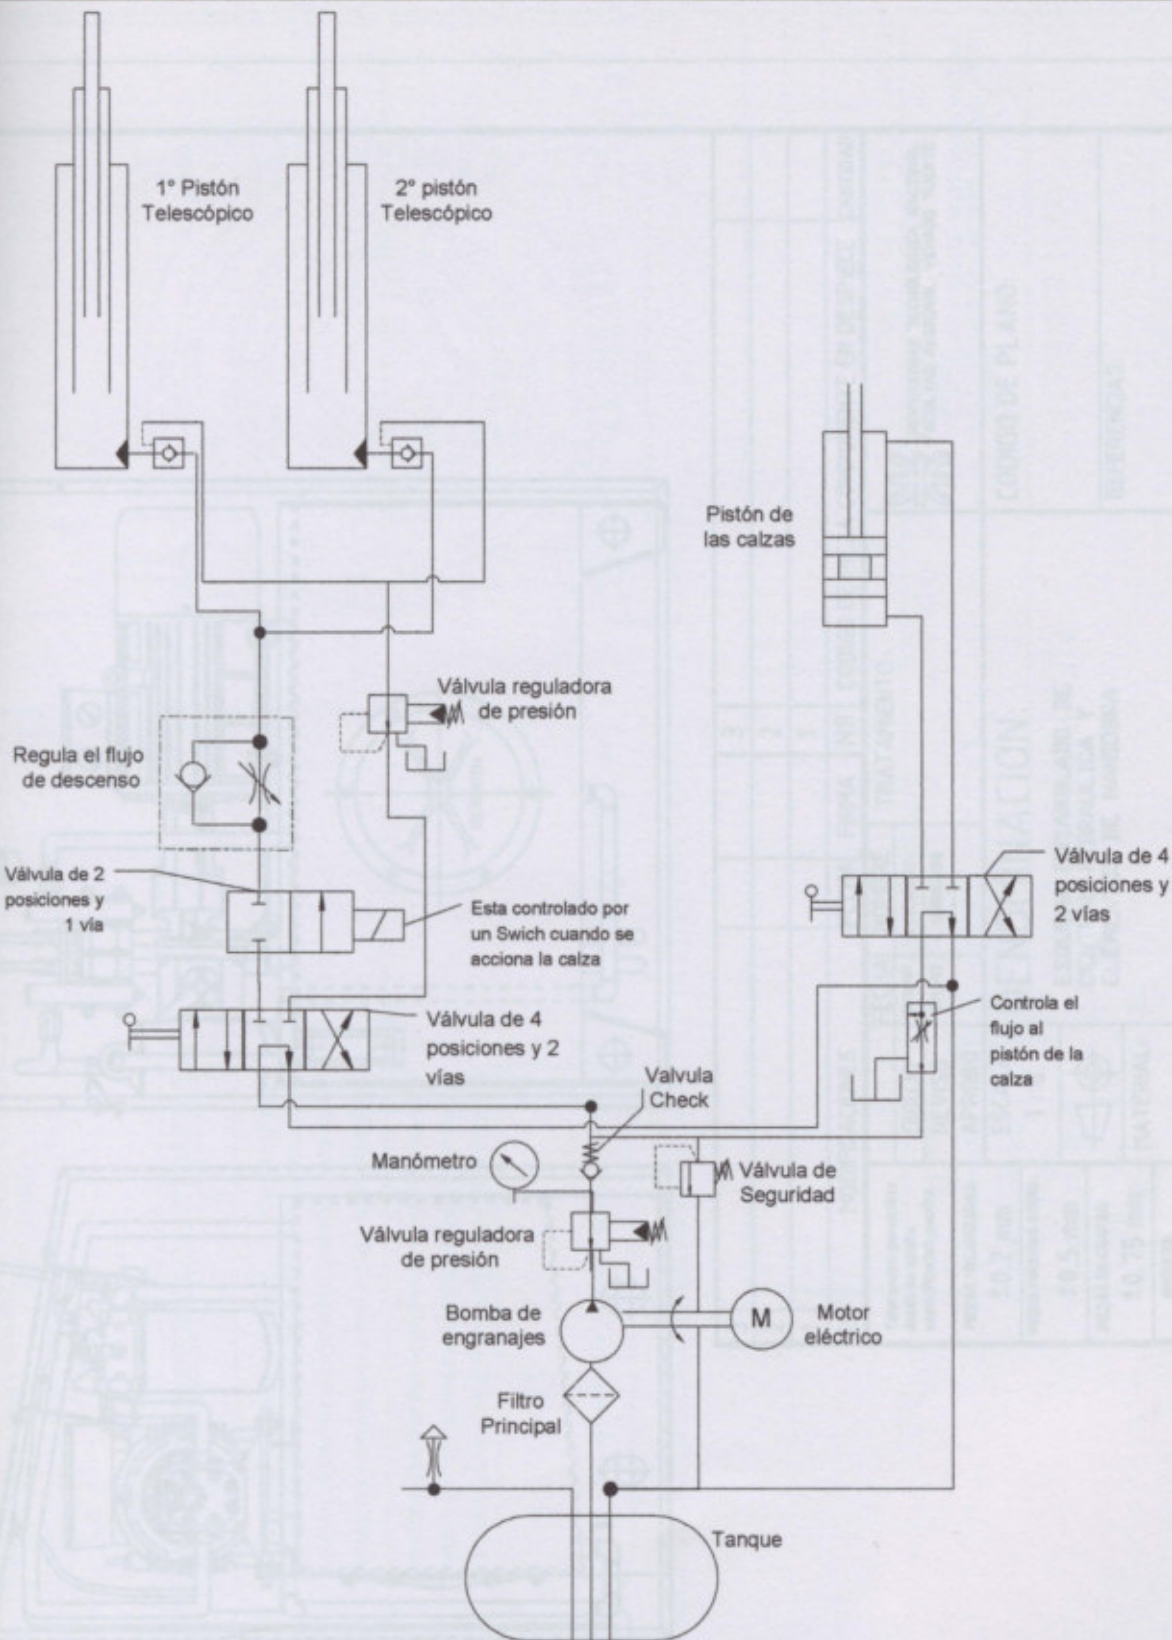 1° Pistón
Telescópico
2° pistón
Telescópico
Pistón de
las calzas
Válvula reguladora
de presión
Regula el flujo
de descenso
Válvula de 2
posiciones y
1 vía
Esta controlado por
un Swich cuando se
acciona la calza
Válvula de 4
posiciones y
2 vías
Válvula de 4
posiciones y 2
vías
Controla el
flujo al
pistón de la
calza
Valvula
Check
Manómetro
Válvula de
Seguridad
Válvula reguladora
de presión
Bomba de
engranajes
M
Motor
eléctrico
Filtro
Principal
Tanque